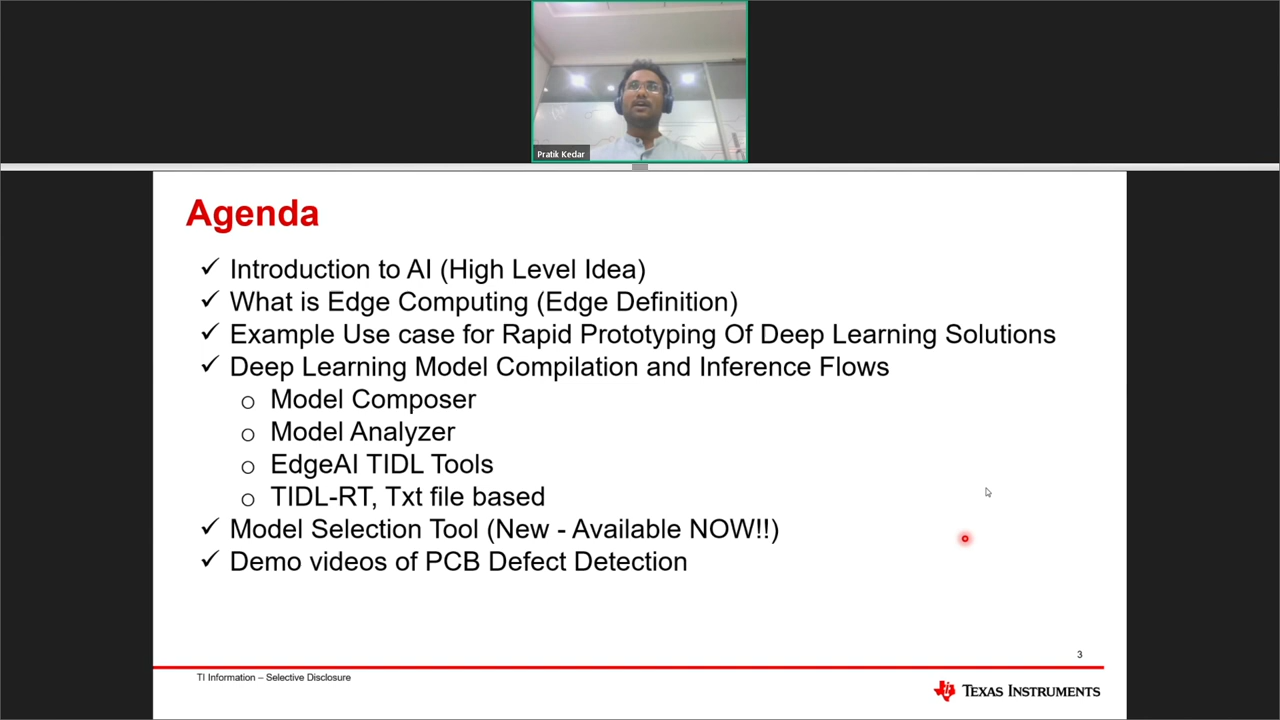 Pratik Kedar
Agenda
✓ Introduction to AI (High Level Idea)
✓ What is Edge Computing (Edge Definition)
✓ Example Use case for Rapid Prototyping Of Deep Learning Solutions
✓ Deep Learning Model Compilation and Inference Flows
o Model Composer
o Model Analyzer
o EdgeAI TIDL Tools
o TIDL-RT, Txt file based
✓ Model Selection Tool (New - Available NOW!!)
✓ Demo videos of PCB Defect Detection
3
TI Information – Selective Disclosure
TEXAS INSTRUMENTS